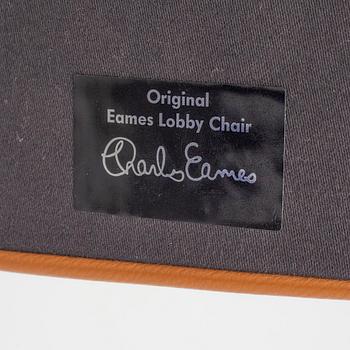 Original
Eames Lobby Chair
Charles Eames